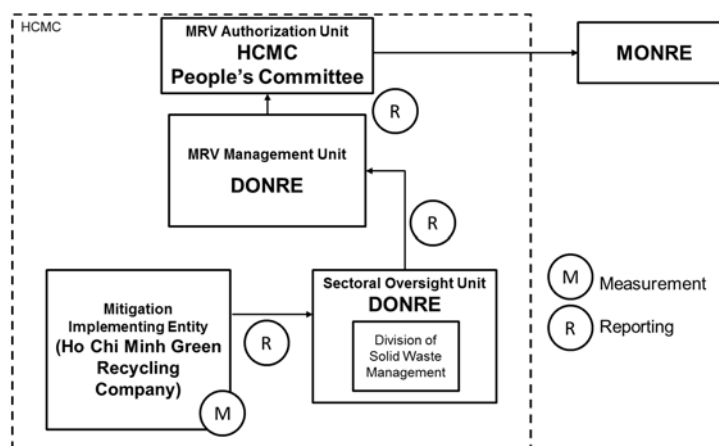 HCMC
MRV Authorization Unit
HCMC
People's Committee
MONRE
R
MRV Management Unit
DONRE
R
Mitigation
Implementing Entity
(Ho Chi Minh Green
Recycling
Company)
M
R
Sectoral Oversight Unit
DONRE
Division of
Solid Waste
Management
M Measurement
R Reporting